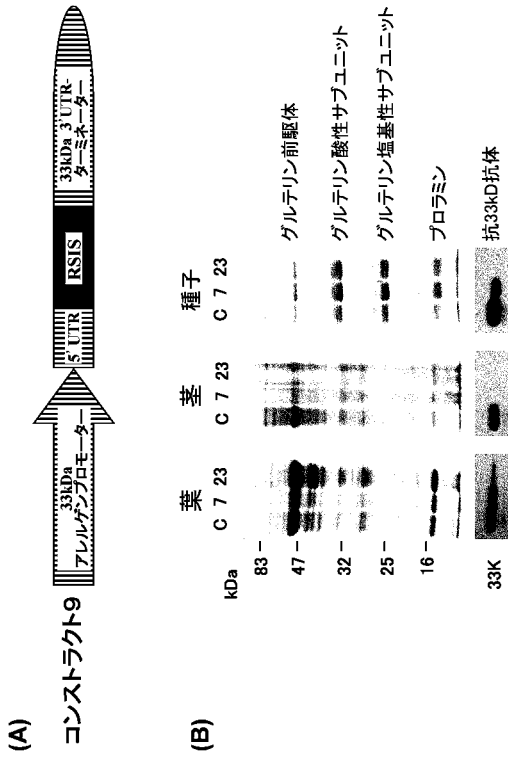 (A)
コンストラクト9
33kDa
アレルゲンプロモーター
5´UTR
RSIS
33kDa 3´UTR-
ターミネーター
(B)
葉
茎
種子
kDa
C 7 23
C 7 23
C 7 23
83
47
32
25
16
グルテリン前駆体
グルテリン酸性サブユニット
グルテリン塩基性サブユニット
プロラミン
33K
抗33kD抗体